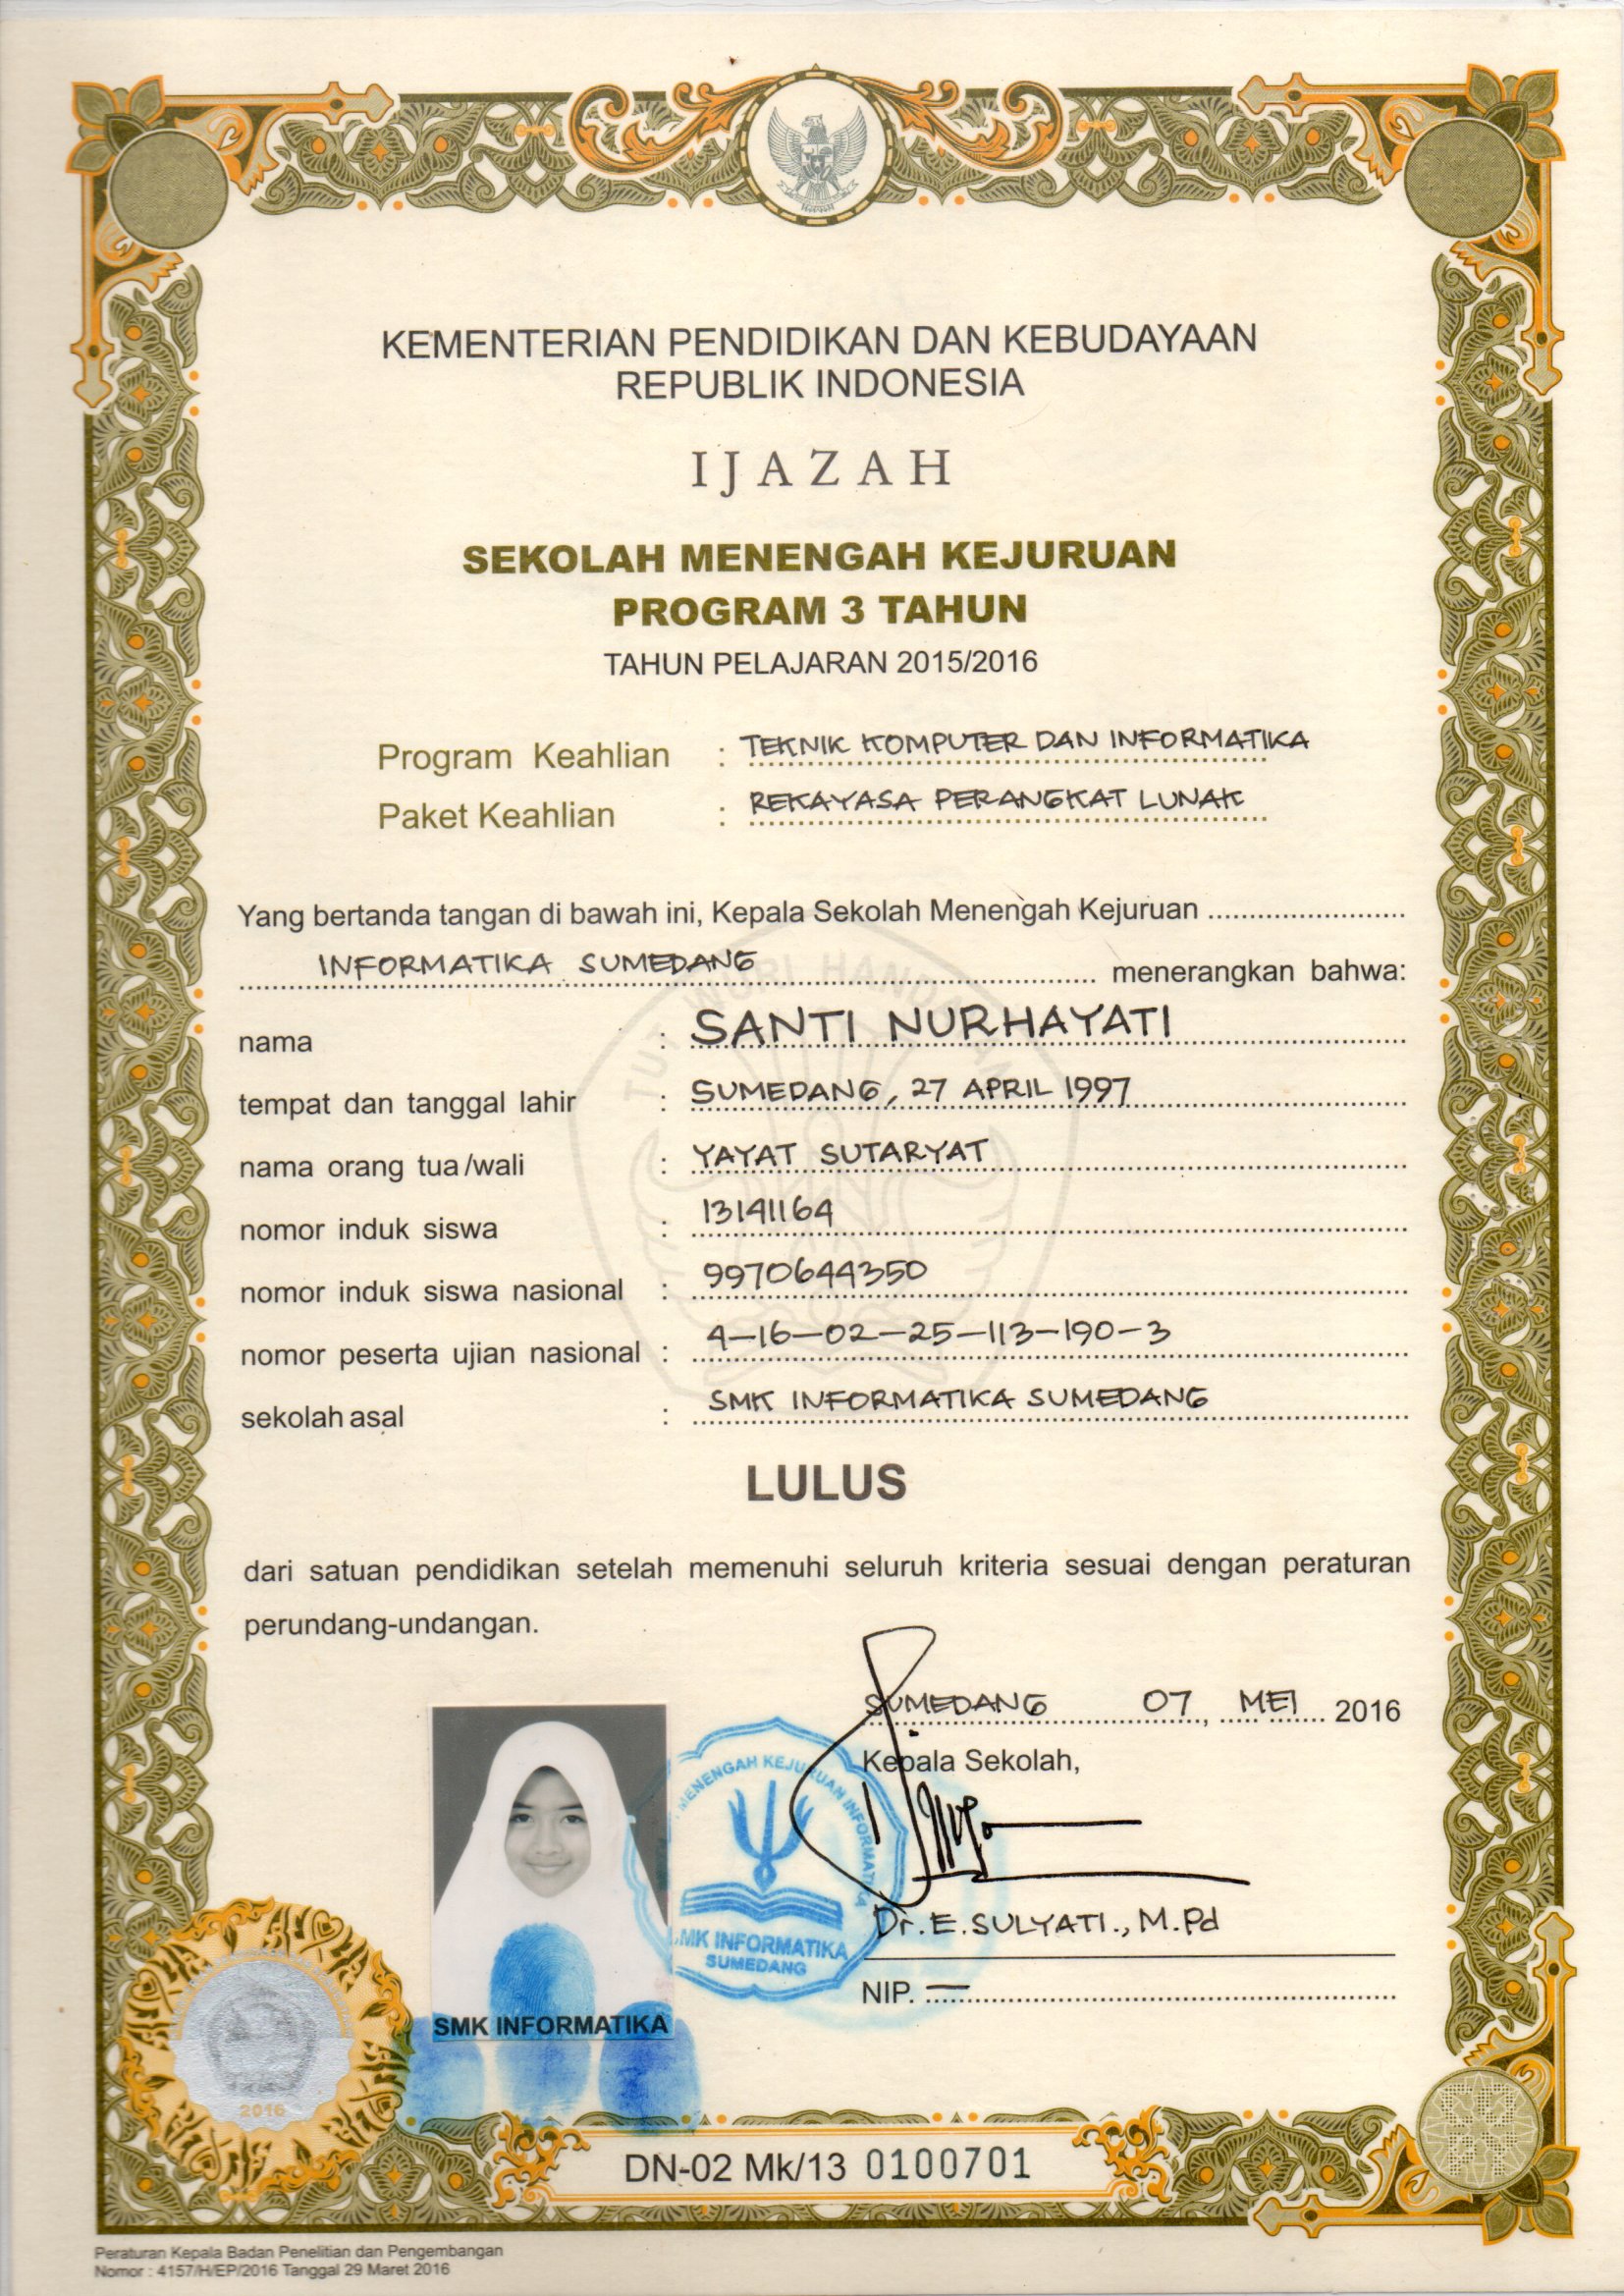 KEMENTERIAN PENDIDIKAN DAN KEBUDAYAAN
REPUBLIK INDONESIA
IJAZAH
SEKOLAH MENENGAH KEJURUAN
PROGRAM 3 TAHUN
TAHUN PELAJARAN 2015/2016
Program Keahlian : TEKNIK KOMPUTER DAN INFORMATIKA
Paket Keahlian : REKAYASA PERANGKAT LUNAK
Yang bertanda tangan di bawah ini, Kepala Sekolah Menengah Kejuruan
INFORMATIKA SUMEDANG menerangkan bahwa:
nama : SANTI NURHAYATI
tempat dan tanggal lahir : SUMEDANG, 27 APRIL 1997
nama orang tua/wali : YAYAT SUTARYAT
nomor induk siswa : 13141164
nomor induk siswa nasional : 9970644350
nomor peserta ujian nasional : 4-16-02-25-113-190-3
sekolah asal : SMK INFORMATIKA SUMEDANG
LULUS
dari satuan pendidikan setelah memenuhi seluruh kriteria sesuai dengan peraturan
perundang-undangan.
SUMEDANG 07, MEI 2016
Kepala Sekolah,
MENENGAH KEJURUAN INFORMATIKA
MK INFORMATIKA
SUMEDANG
Dr. E. SULYATI., M.Pd
NIP. —
SMK INFORMATIKA
2016
DN-02 Mk/13 0100701
Peraturan Kepala Badan Penelitian dan Pengembangan
Nomor : 4157/H/EP/2016 Tanggal 29 Maret 2016